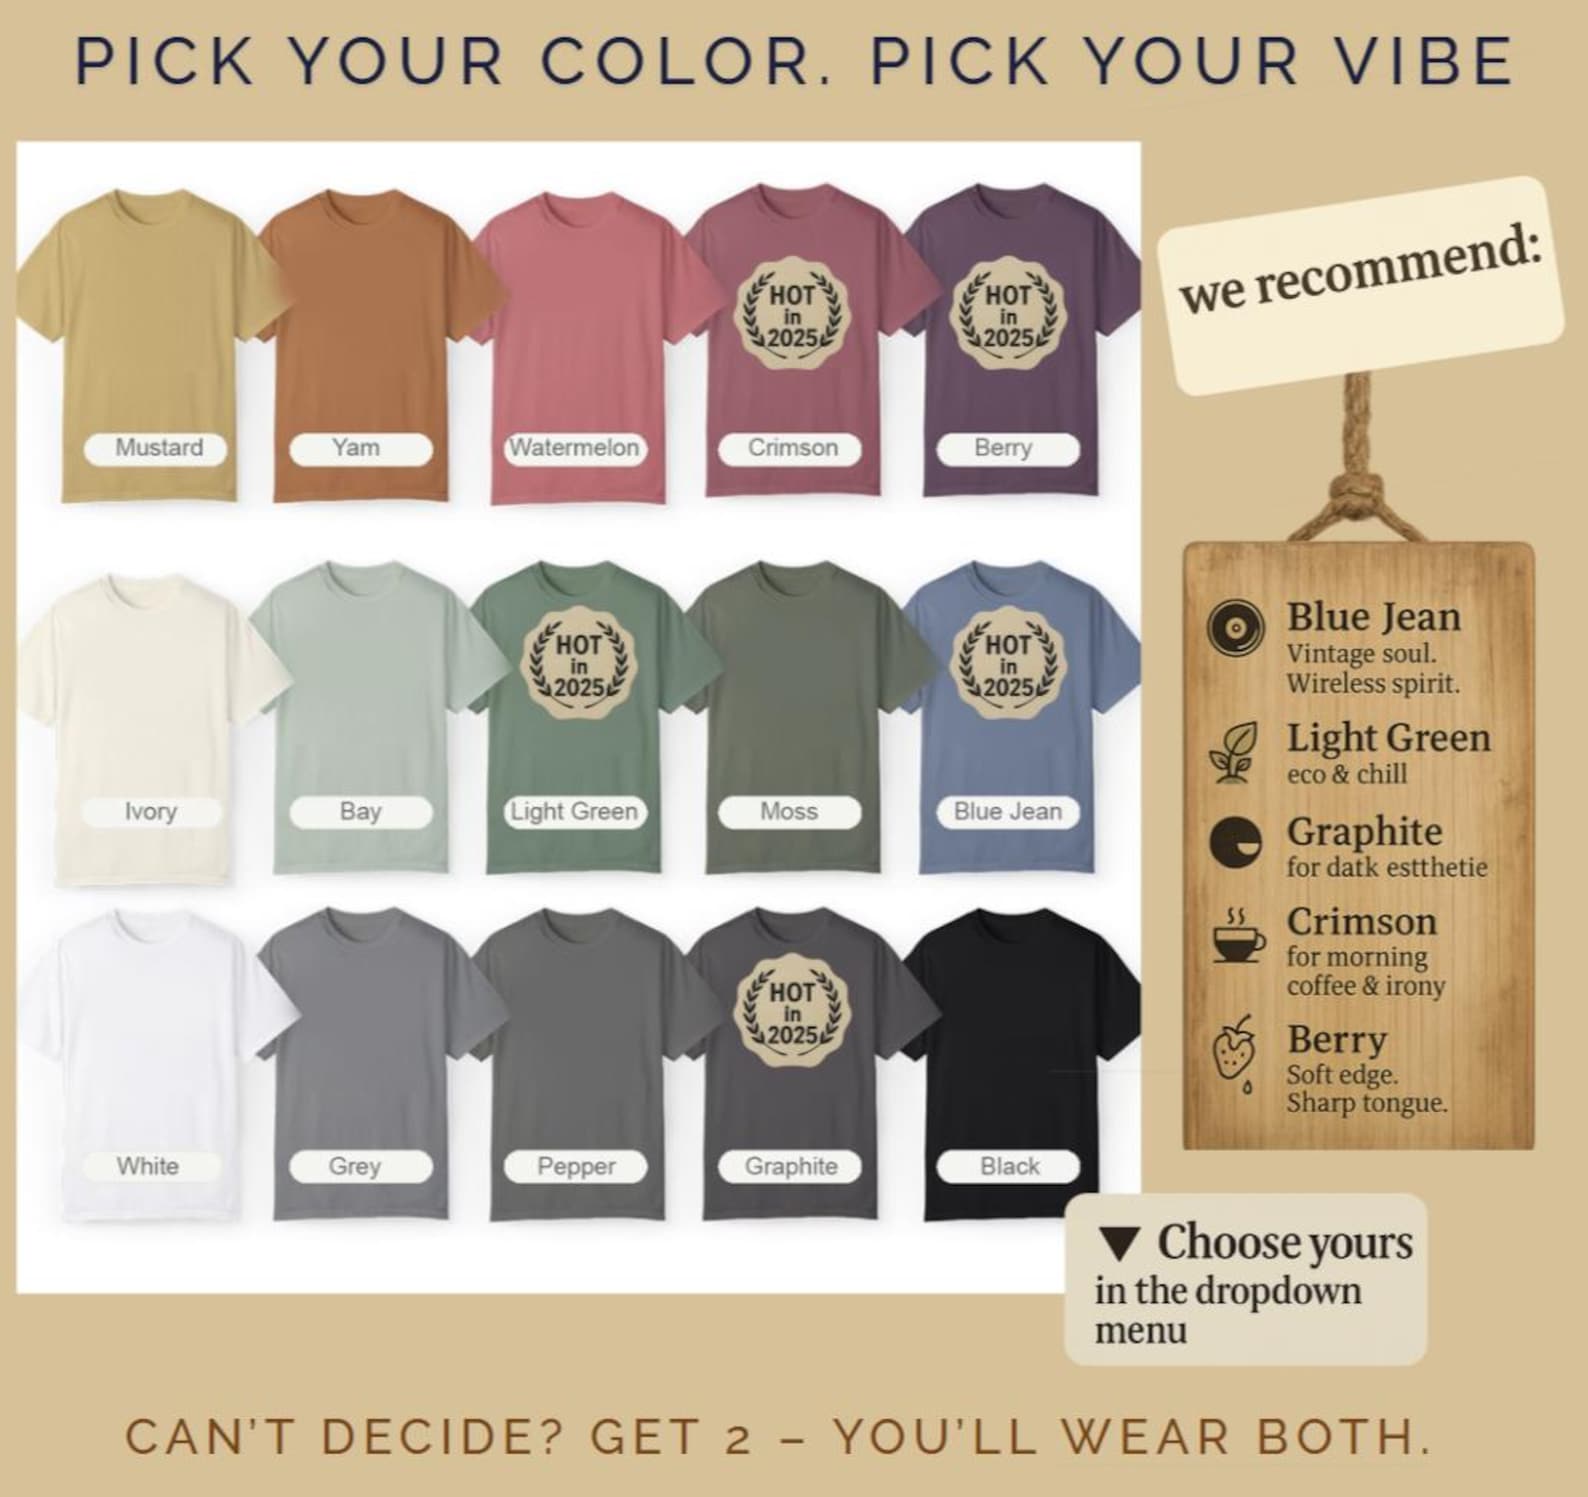 PICK YOUR COLOR. PICK YOUR VIBE
HOT
in
2025
HOT
in
2025
Mustard
Yam
Watermelon
Crimson
Berry
HOT
in
2025
HOT
in
2025
Ivory
Bay
Light Green
Moss
Blue Jean
HOT
in
2025
White
Grey
Pepper
Graphite
Black
we recommend:
Blue Jean
Vintage soul.
Wireless spirit.
Light Green
eco & chill
Graphite
for datk estthetie
Crimson
for morning
coffee & irony
Berry
Soft edge.
Sharp tongue.
▼ Choose yours
in the dropdown
menu
CAN'T DECIDE? GET 2 – YOU'LL WEAR BOTH.